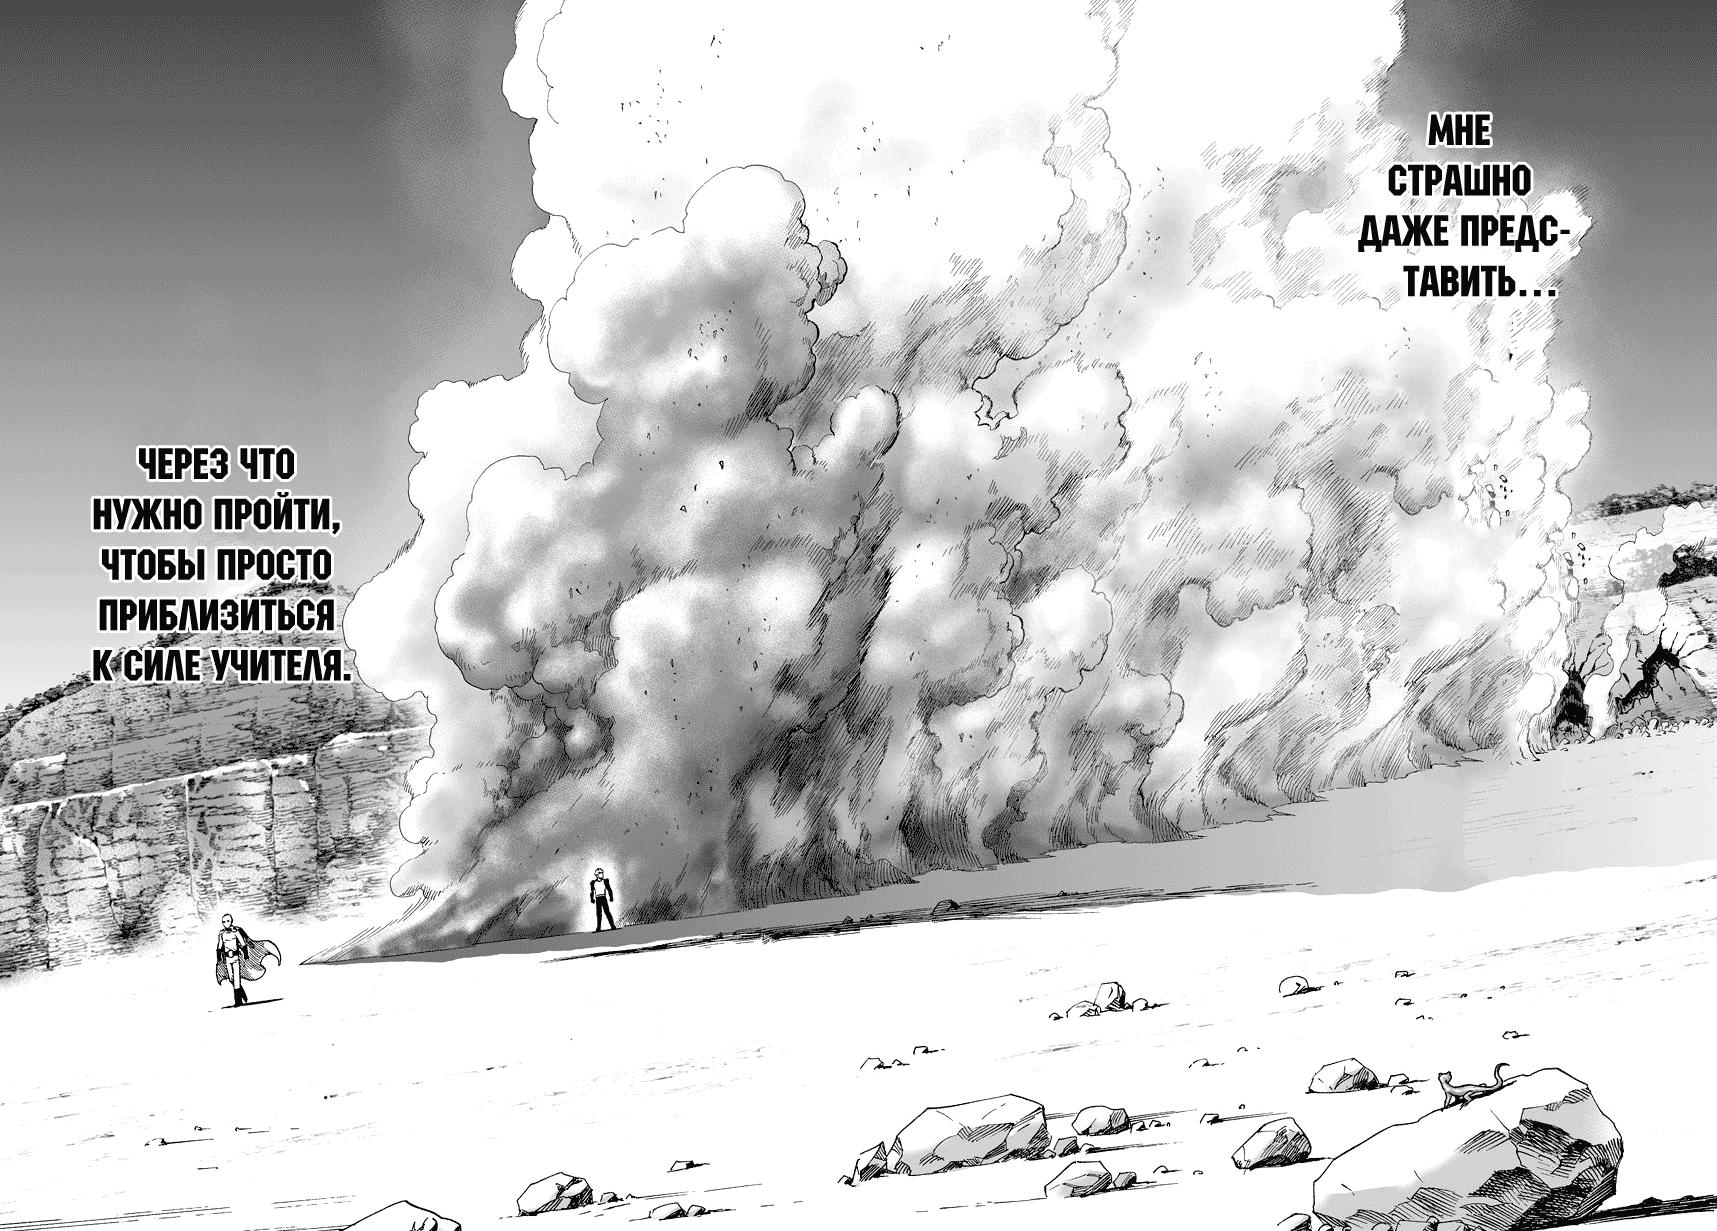 МНЕ
СТРАШНО
ДАЖЕ ПРЕДС-
ТАВИТЬ...
ЧЕРЕЗ ЧТО
НУЖНО ПРОЙТИ,
ЧТОБЫ ПРОСТО
ПРИБЛИЗИТЬСЯ
К СИЛЕ УЧИТЕЛЯ.